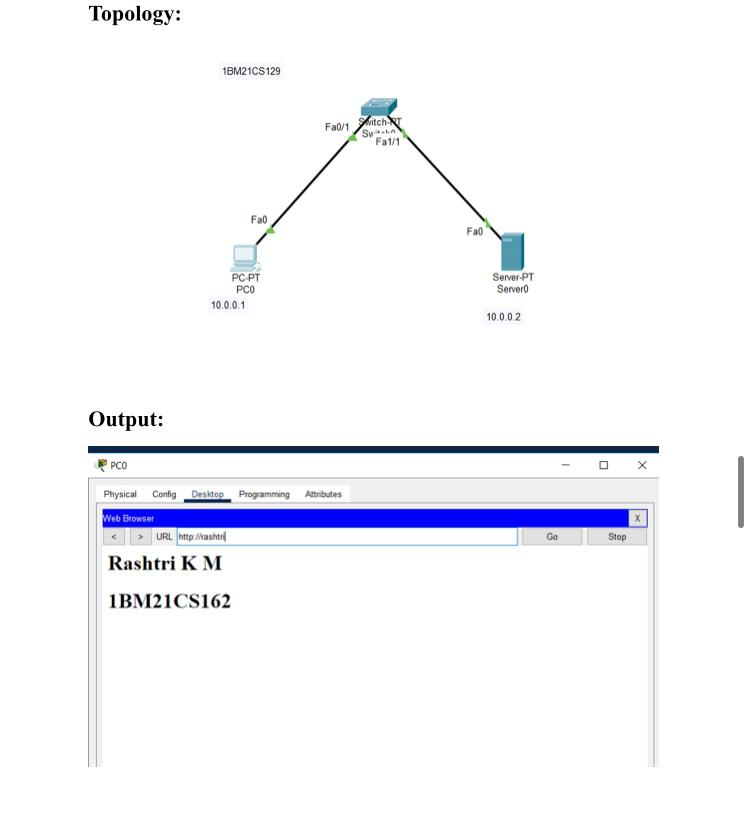 Topology:
1BM21CS129
Switch-PT
Fa0/1
Fa1/1
Fa0
Fa0
PC-PT
PC0
10.0.0.1
Server-PT
Server0
10.0.0.2
Output:
PC0
Physical Config Desktop Programming Attributes
Web Browser X
< > URL http://rashtri Go Stop
Rashtri K M
1BM21CS162